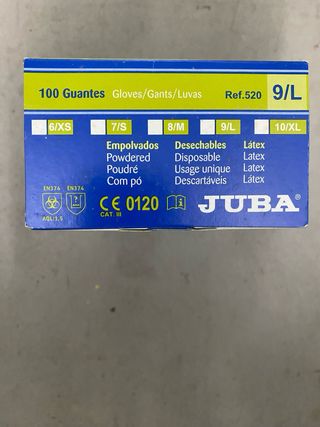 100 Guantes Gloves/Gants/Luvas Ref.520 9/L
6/XS 7/S 8/M 9/L 10/XL
Empolvados Desechables Látex
Powdered Disposable Latex
Poudré Usage unique Latex
Com pó Descartáveis Látex
EN374 EN374
AQL:1.5 CE 0120 CAT. III JUBA®